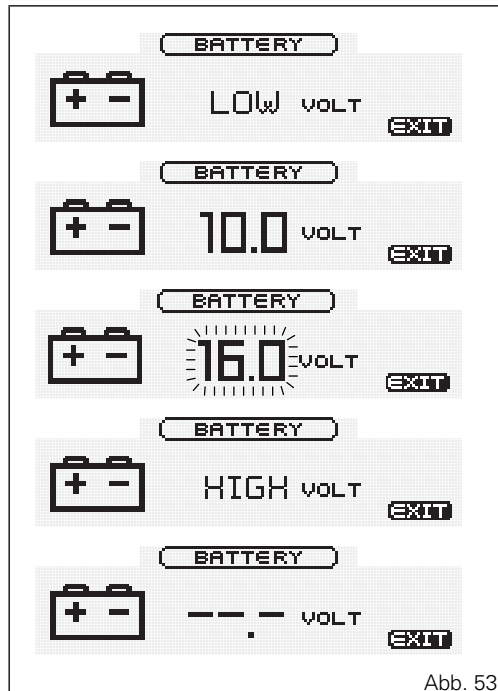 BATTERY
+ - LOW VOLT
EXIT
BATTERY
+ - 10.0 VOLT
EXIT
BATTERY
+ - 16.0 VOLT
EXIT
BATTERY
+ - HIGH VOLT
EXIT
BATTERY
+ - --.- VOLT
EXIT
Abb. 53